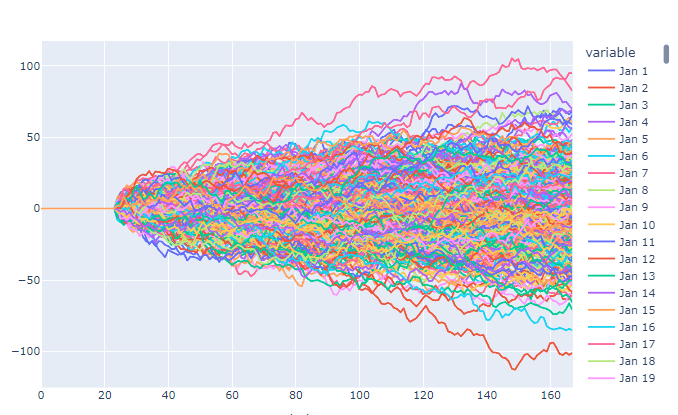 variable
Jan 1
Jan 2
Jan 3
Jan 4
Jan 5
Jan 6
Jan 7
Jan 8
Jan 9
Jan 10
Jan 11
Jan 12
Jan 13
Jan 14
Jan 15
Jan 16
Jan 17
Jan 18
Jan 19
100
50
0
−50
−100
0 20 40 60 80 100 120 140 160